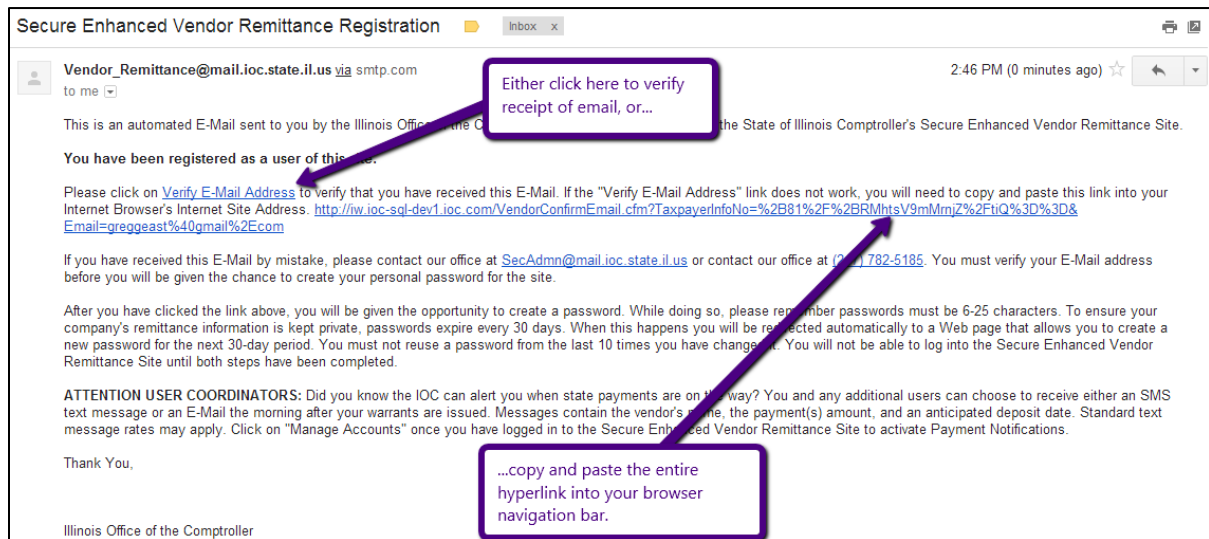 Secure Enhanced Vendor Remittance Registration Inbox x
Vendor_Remittance@mail.ioc.state.il.us via smtp.com 2:46 PM (0 minutes ago)
to me
Either click here to verify
receipt of email, or...
This is an automated E-Mail sent to you by the Illinois Office the State of Illinois Comptroller's Secure Enhanced Vendor Remittance Site.
You have been registered as a user of this
Please click on Verify E-Mail Address to verify that you have received this E-Mail. If the "Verify E-Mail Address" link does not work, you will need to copy and paste this link into your
Internet Browser's Internet Site Address. http://iw.ioc-sql-dev1.ioc.com/VendorConfirmEmail.cfm?TaxpayerInfoNo=%2B81%2F%2BRMhtsV9mMrnjZ%2FtiQ%3D%3D&
Email=greggeast%40gmail%2Ecom
If you have received this E-Mail by mistake, please contact our office at SecAdmn@mail.ioc.state.il.us or contact our office at 782-5185. You must verify your E-Mail address
before you will be given the chance to create your personal password for the site.
After you have clicked the link above, you will be given the opportunity to create a password. While doing so, please remember passwords must be 6-25 characters. To ensure your
company's remittance information is kept private, passwords expire every 30 days. When this happens you will be redirected automatically to a Web page that allows you to create a
new password for the next 30-day period. You must not reuse a password from the last 10 times you have changed it. You will not be able to log into the Secure Enhanced Vendor
Remittance Site until both steps have been completed.
ATTENTION USER COORDINATORS: Did you know the IOC can alert you when state payments are on the way? You and any additional users can choose to receive either an SMS
text message or an E-Mail the morning after your warrants are issued. Messages contain the vendor's name, the payment(s) amount, and an anticipated deposit date. Standard text
message rates may apply. Click on "Manage Accounts" once you have logged in to the Secure Enhanced Vendor Remittance Site to activate Payment Notifications.
Thank You,
...copy and paste the entire
hyperlink into your browser
navigation bar.
Illinois Office of the Comptroller